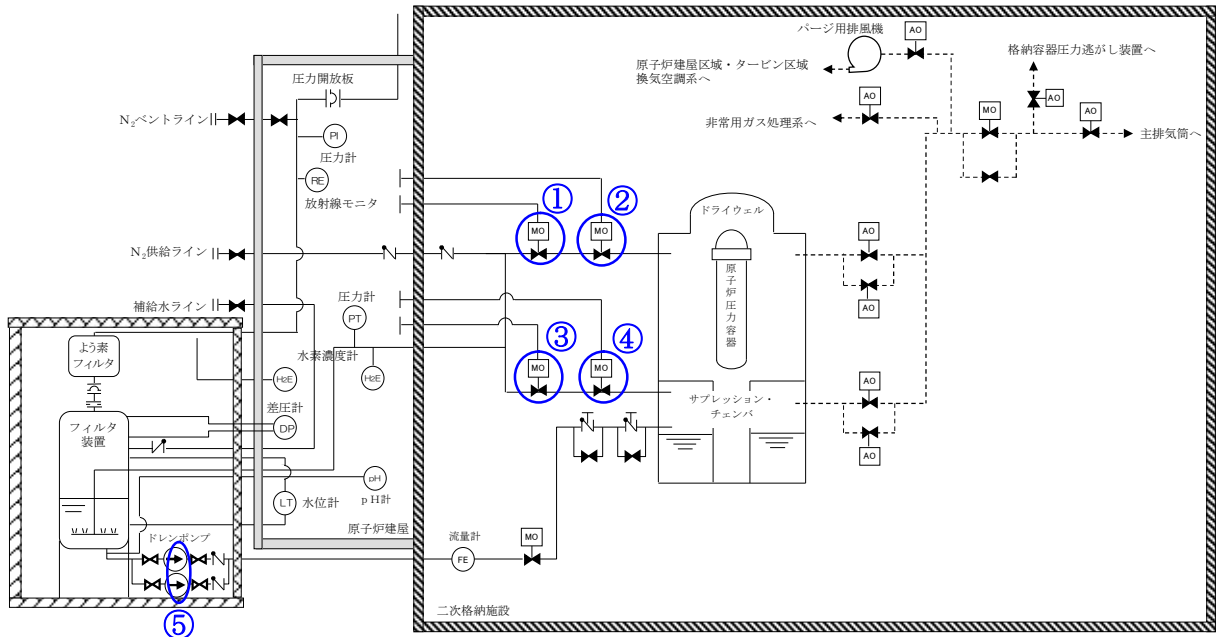 パージ用排風機
AO
原子炉建屋区域・タービン区域
換気空調系へ
格納容器圧力逃がし装置へ
AO
AO
非常用ガス処理系へ
MO
AO
主排気筒へ
圧力開放板
N₂ベントライン
PI
圧力計
RE
放射線モニタ
①
②
MO
MO
ドライウェル
原子炉圧力容器
AO
AO
N₂供給ライン
補給水ライン
圧力計
PT
水素濃度計
H2E
③
④
MO
MO
サプレッション・
チェンバ
AO
AO
よう素
フィルタ
H2E
差圧計
DP
フィルタ
装置
pH
pH計
LT
水位計
原子炉建屋
ドレンポンプ
流量計
FE
MO
⑤
二次格納施設